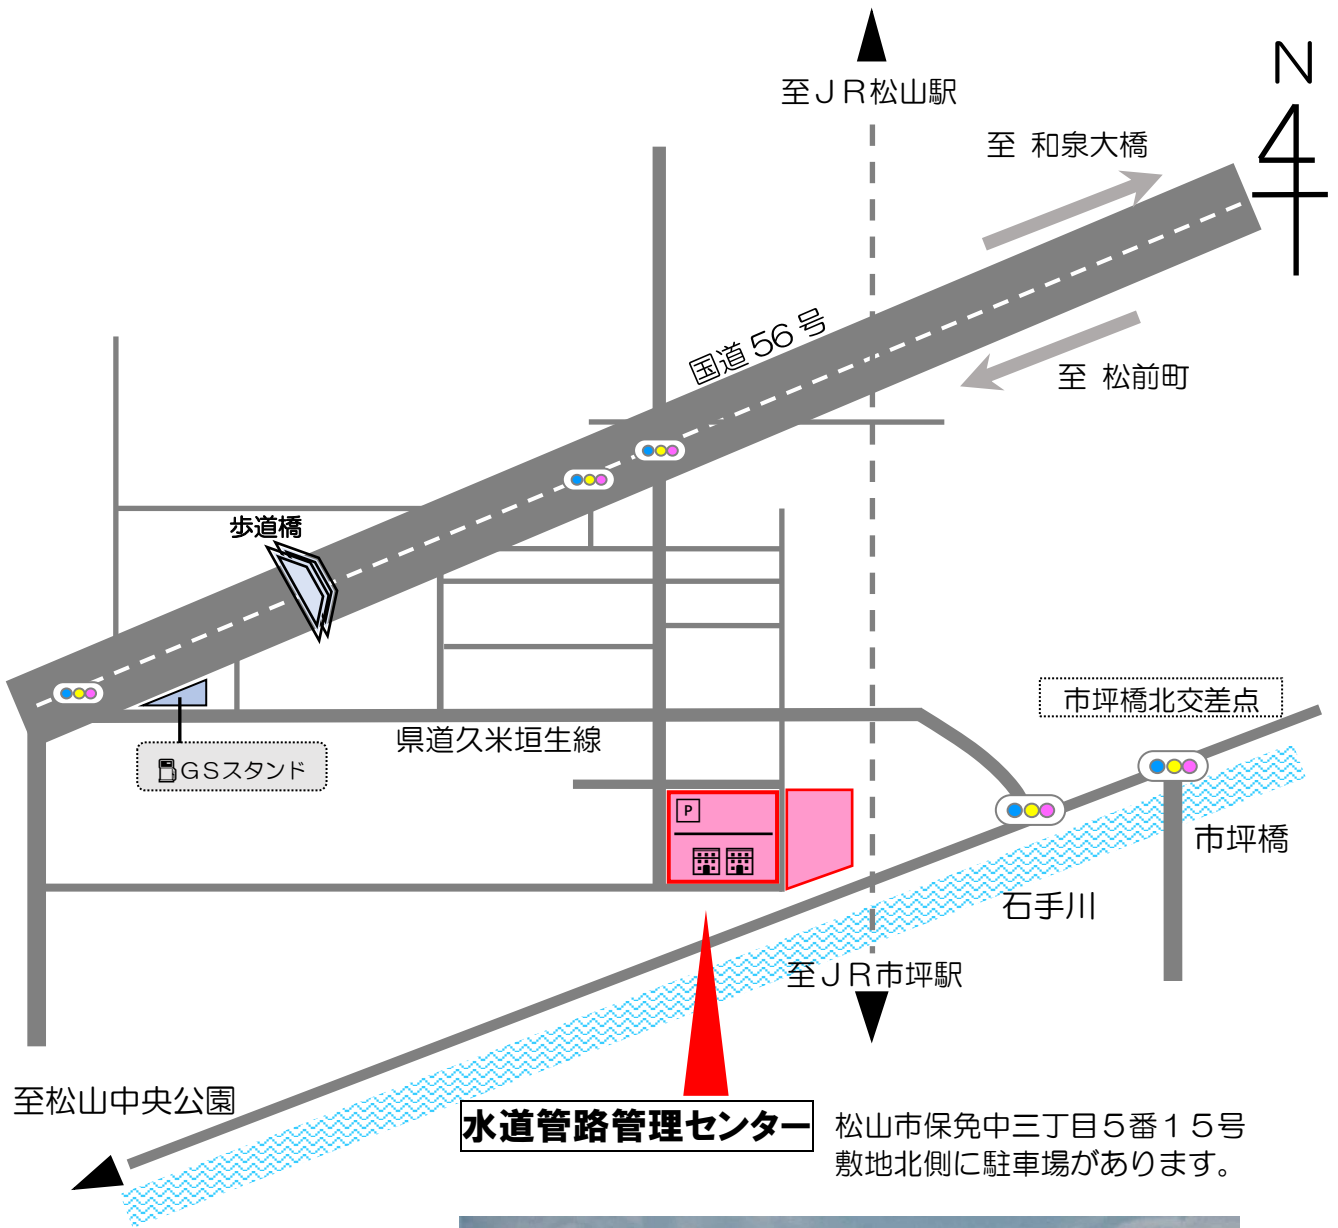 N
至ＪＲ松山駅
至 和泉大橋
国道56号
至 松前町
歩道橋
市坪橋北交差点
県道久米垣生線
GSスタンド
P
市坪橋
石手川
至ＪＲ市坪駅
至松山中央公園
水道管路管理センター
松山市保免中三丁目５番１５号
敷地北側に駐車場があります。